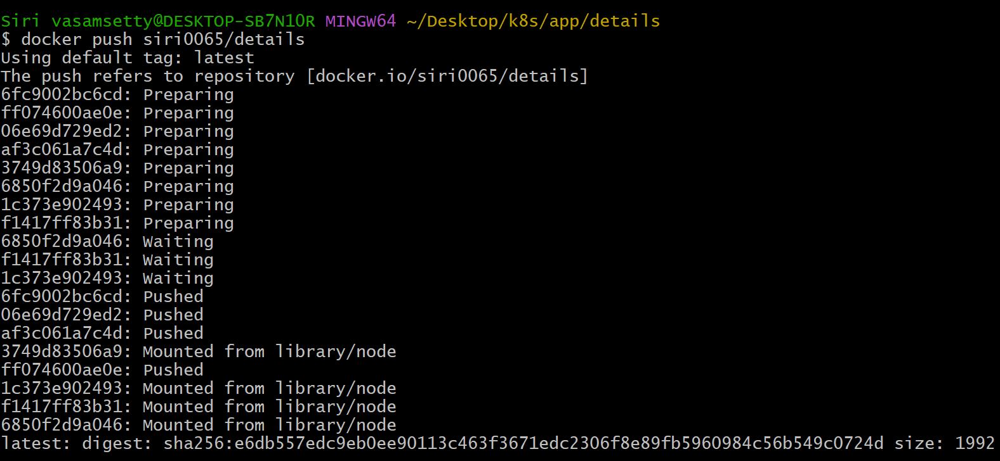 Siri vasamsetty@DESKTOP-SB7N10R MINGW64 ~/Desktop/k8s/app/details
$ docker push siri0065/details
Using default tag: latest
The push refers to repository [docker.io/siri0065/details]
6fc9002bc6cd: Preparing
ff074600ae0e: Preparing
06e69d729ed2: Preparing
af3c061a7c4d: Preparing
3749d83506a9: Preparing
6850f2d9a046: Preparing
1c373e902493: Preparing
f1417ff83b31: Preparing
6850f2d9a046: Waiting
f1417ff83b31: Waiting
1c373e902493: Waiting
6fc9002bc6cd: Pushed
06e69d729ed2: Pushed
af3c061a7c4d: Pushed
3749d83506a9: Mounted from library/node
ff074600ae0e: Pushed
1c373e902493: Mounted from library/node
f1417ff83b31: Mounted from library/node
6850f2d9a046: Mounted from library/node
latest: digest: sha256:e6db557edc9eb0ee90113c463f3671edc2306f8e89fb5960984c56b549c0724d size: 1992